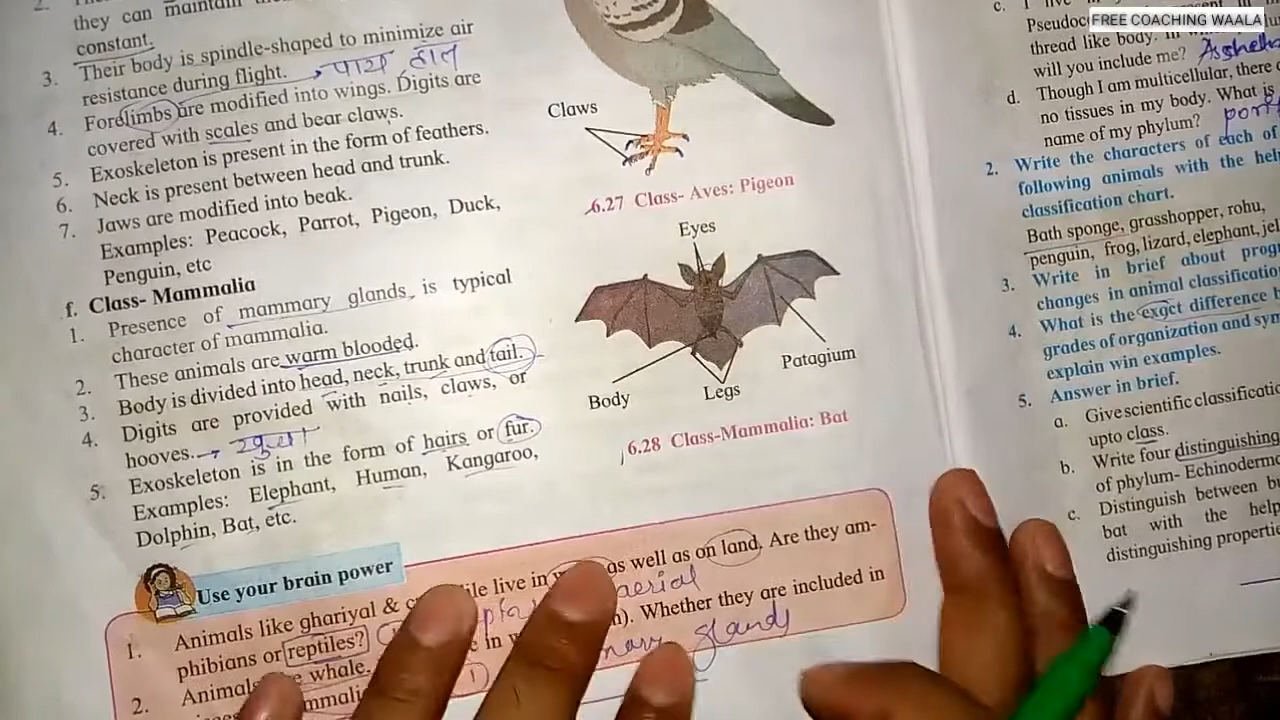 they can maintain
constant.
3. Their body is spindle-shaped to minimize air
resistance during flight.
4. Forelimbs are modified into wings. Digits are
covered with scales and bear claws.
5. Exoskeleton is present in the form of feathers.
6. Neck is present between head and trunk.
7. Jaws are modified into beak.
Examples: Peacock, Parrot, Pigeon, Duck,
Penguin, etc
f. Class- Mammalia
1. Presence of mammary glands is typical
character of mammalia.
2. These animals are warm blooded.
3. Body is divided into head, neck, trunk and tail.
4. Digits are provided with nails, claws, or
hooves.
5. Exoskeleton is in the form of hairs or fur.
Examples: Elephant, Human, Kangaroo,
Dolphin, Bat, etc.
Claws
6.27 Class- Aves: Pigeon
Eyes
Patagium
Legs
Body
6.28 Class-Mammalia: Bat
Use your brain power
1. Animals like ghariyal & live in as well as on land. Are they am-
phibians or reptiles?
aerial
2. Animals whale. in Whether they are included in
glands
FREE COACHING WAALA
c.
thread like body.
will you include me?
d. Though I am multicellular, there
no tissues in my body. What is
name of my phylum?
2. Write the characters of each of
following animals with the
classification chart.
Bath sponge, grasshopper, rohu,
penguin, frog, lizard, elephant,
3. Write in brief about
changes in animal
4. What is the exact difference
grades of organization and
explain win examples.
5. Answer in brief.
a. Give scientific
upto class.
b. Write four distinguishing
of phylum-
c. Distinguish between
bat with the help
distinguishing